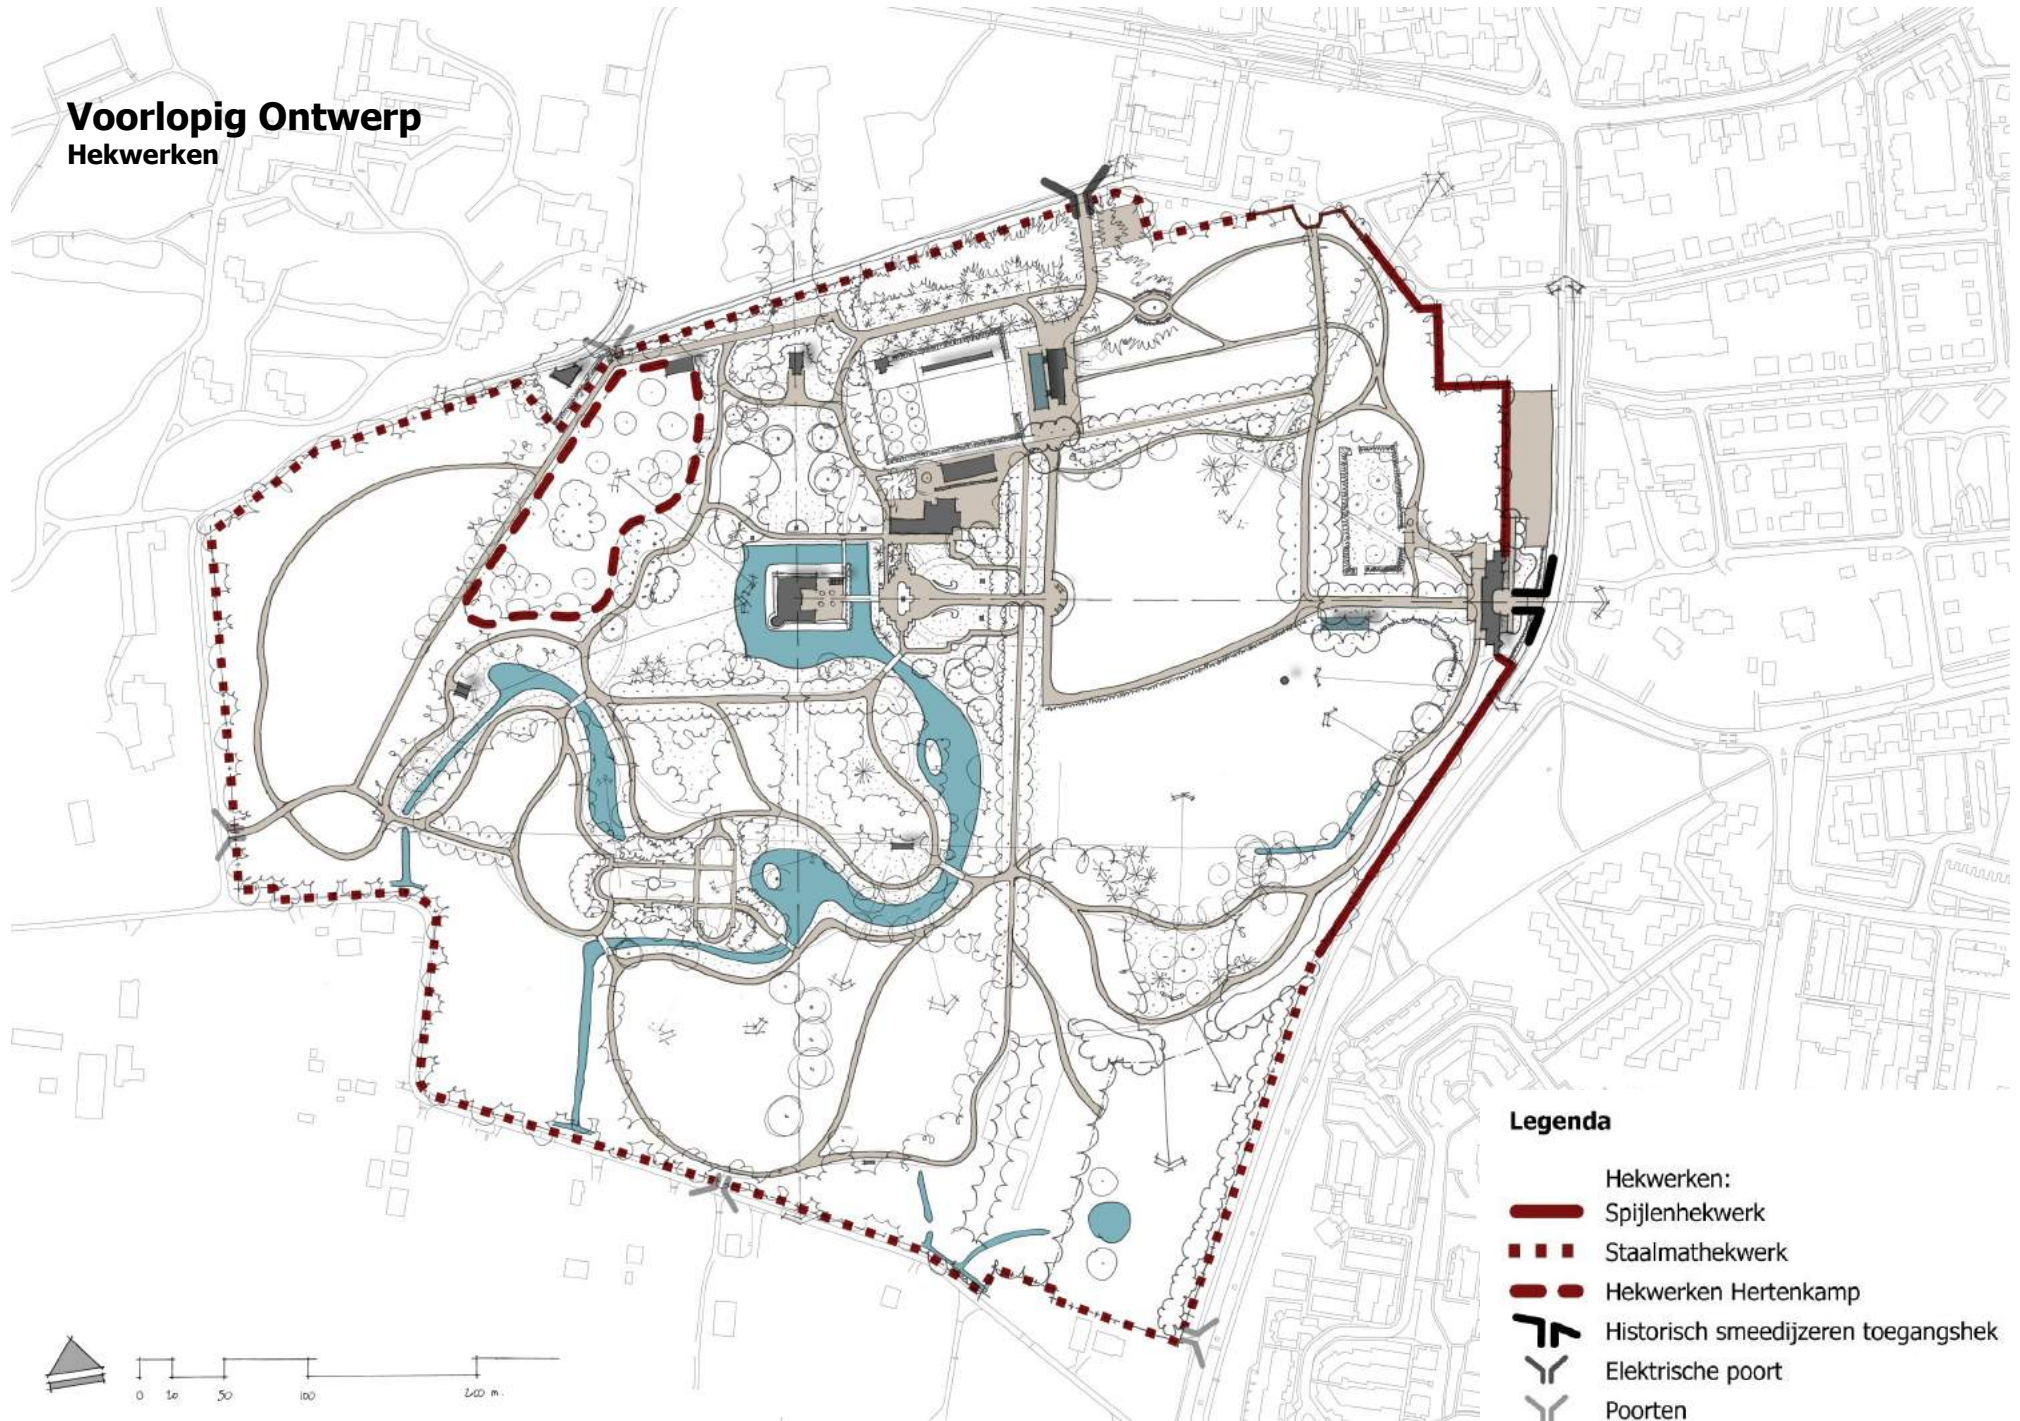 Voorlopig Ontwerp
Hekwerken
Legenda
Hekwerken:
Spijlenhekwerk
Staalmathekwerk
Hekwerken Hertenkamp
Historisch smeedijzeren toegangshek
Elektrische poort
Poorten
0 20 50 100 200 m.